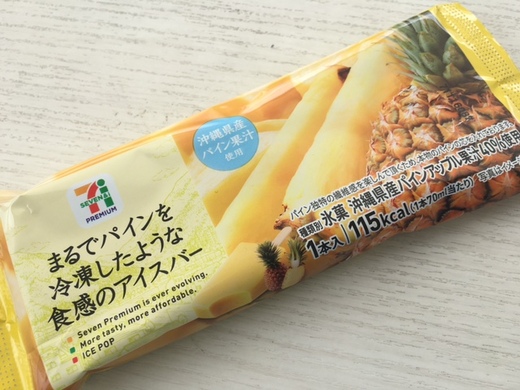 沖縄県産
パイン果汁
使用
7
SEVEN&i
PREMIUM
まるでパインを
冷凍したような
食感のアイスバー
Seven Premium is ever evolving.
More tasty, more affordable.
ICE POP
種類別 氷菓 沖縄県産パインアップル果汁40%使用
1本入 115kcal (1本70ml当たり)